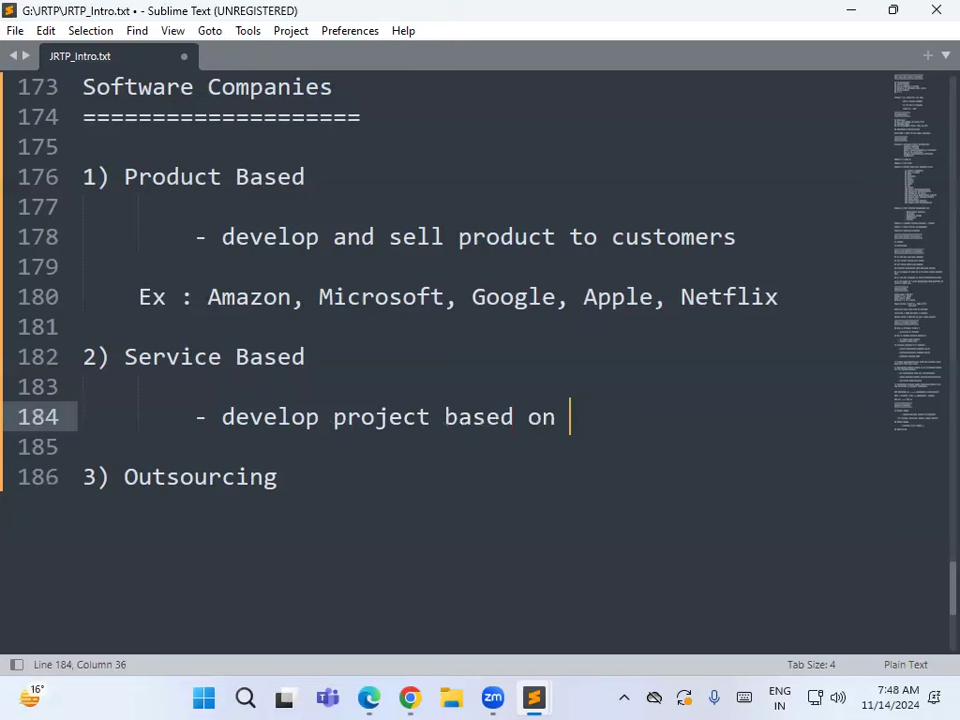 G:\JRTP\JRTP_Intro.txt • - Sublime Text (UNREGISTERED)
File Edit Selection Find View Goto Tools Project Preferences Help
JRTP_Intro.txt
173 Software Companies
174 ====================
175
176 1) Product Based
177
178 - develop and sell product to customers
179
180 Ex : Amazon, Microsoft, Google, Apple, Netflix
181
182 2) Service Based
183
184 - develop project based on
185
186 3) Outsourcing
Line 184, Column 36 Tab Size: 4 Plain Text
16° zm ENG IN 7:48 AM 11/14/2024